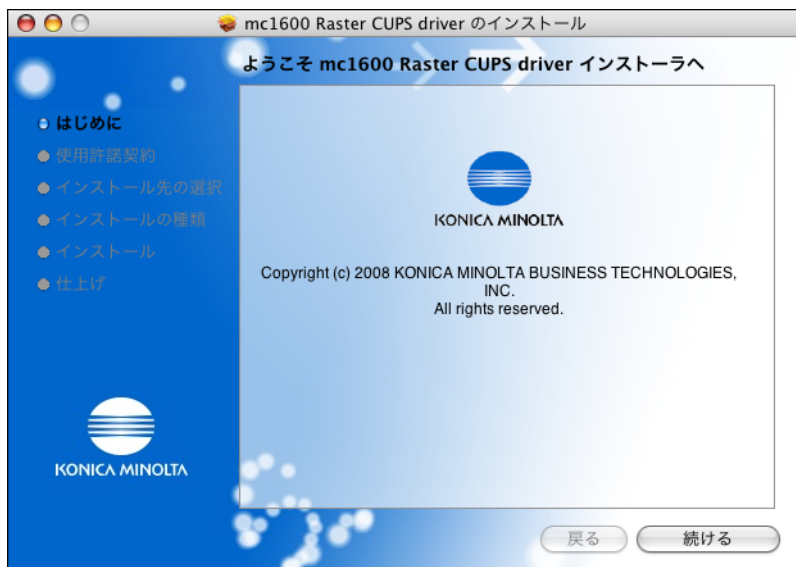 mc1600 Raster CUPS driver のインストール
ようこそ mc1600 Raster CUPS driver インストーラへ
はじめに
使用許諾契約
インストール先の選択
インストールの種類
インストール
仕上げ
KONICA MINOLTA
KONICA MINOLTA
Copyright (c) 2008 KONICA MINOLTA BUSINESS TECHNOLOGIES,
INC.
All rights reserved.
戻る
続ける